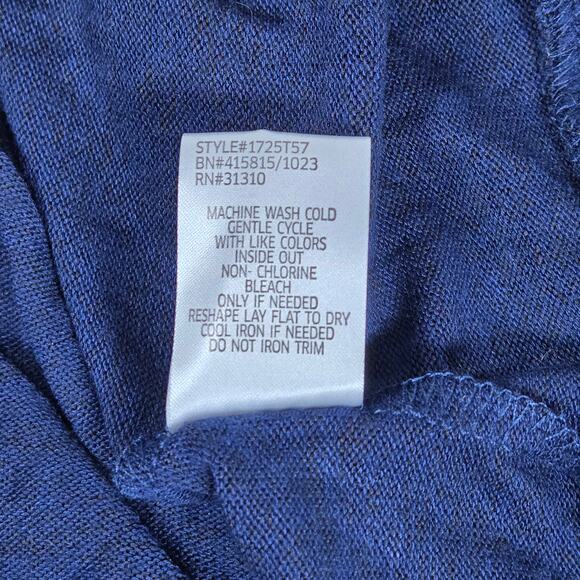 STYLE#1725T57
BN#415815/1023
RN#31310
MACHINE WASH COLD
GENTLE CYCLE
WITH LIKE COLORS
INSIDE OUT
NON- CHLORINE
BLEACH
ONLY IF NEEDED
RESHAPE LAY FLAT TO DRY
COOL IRON IF NEEDED
DO NOT IRON TRIM